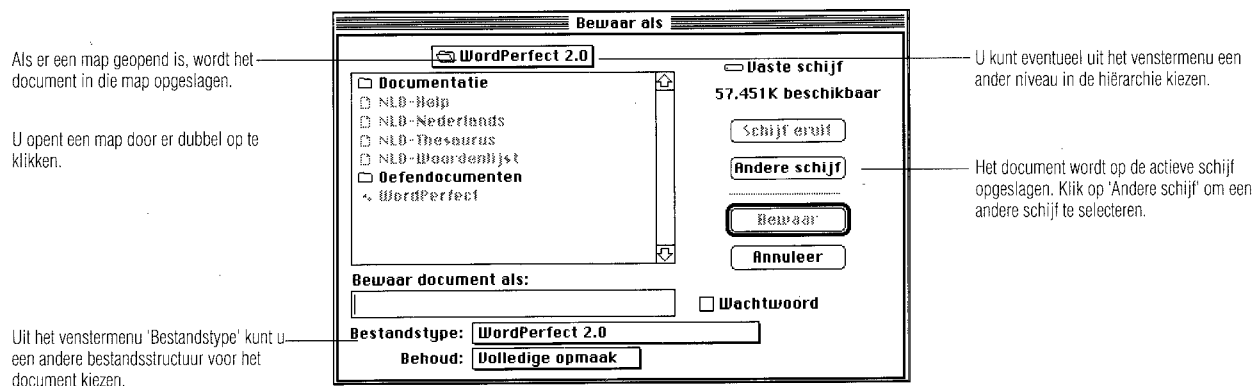 Bewaar als
Als er een map geopend is, wordt het
document in die map opgeslagen.
U opent een map door er dubbel op te
klikken.
Uit het venstermenu 'Bestandstype' kunt u
een andere bestandsstructuur voor het
document kiezen.
WordPerfect 2.0
Documentatie
NLD-Help
NLD-Nederlands
NLD-Thesaurus
NLD-Woordenlijst
Oefendocumenten
WordPerfect
Bewaar document als:
Bestandstype: WordPerfect 2.0
Behoud: Volledige opmaak
Vaste schijf
57.451K beschikbaar
Schijf eruit
Andere schijf
Bewaar
Annuleer
Wachtwoord
U kunt eventueel uit het venstermenu een
ander niveau in de hiërarchie kiezen.
Het document wordt op de actieve schijf
opgeslagen. Klik op 'Andere schijf' om een
andere schijf te selecteren.